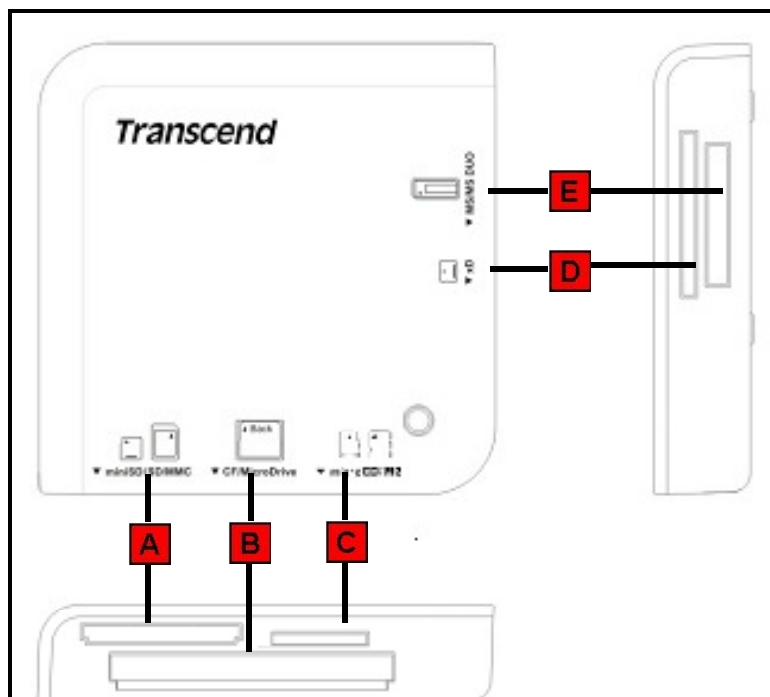 Transcend
▼ MS/MS DUO
E
▼ xD
D
Back
▼ miniSD/SD/MMC ▼ CF/MicroDrive ▼
A B C